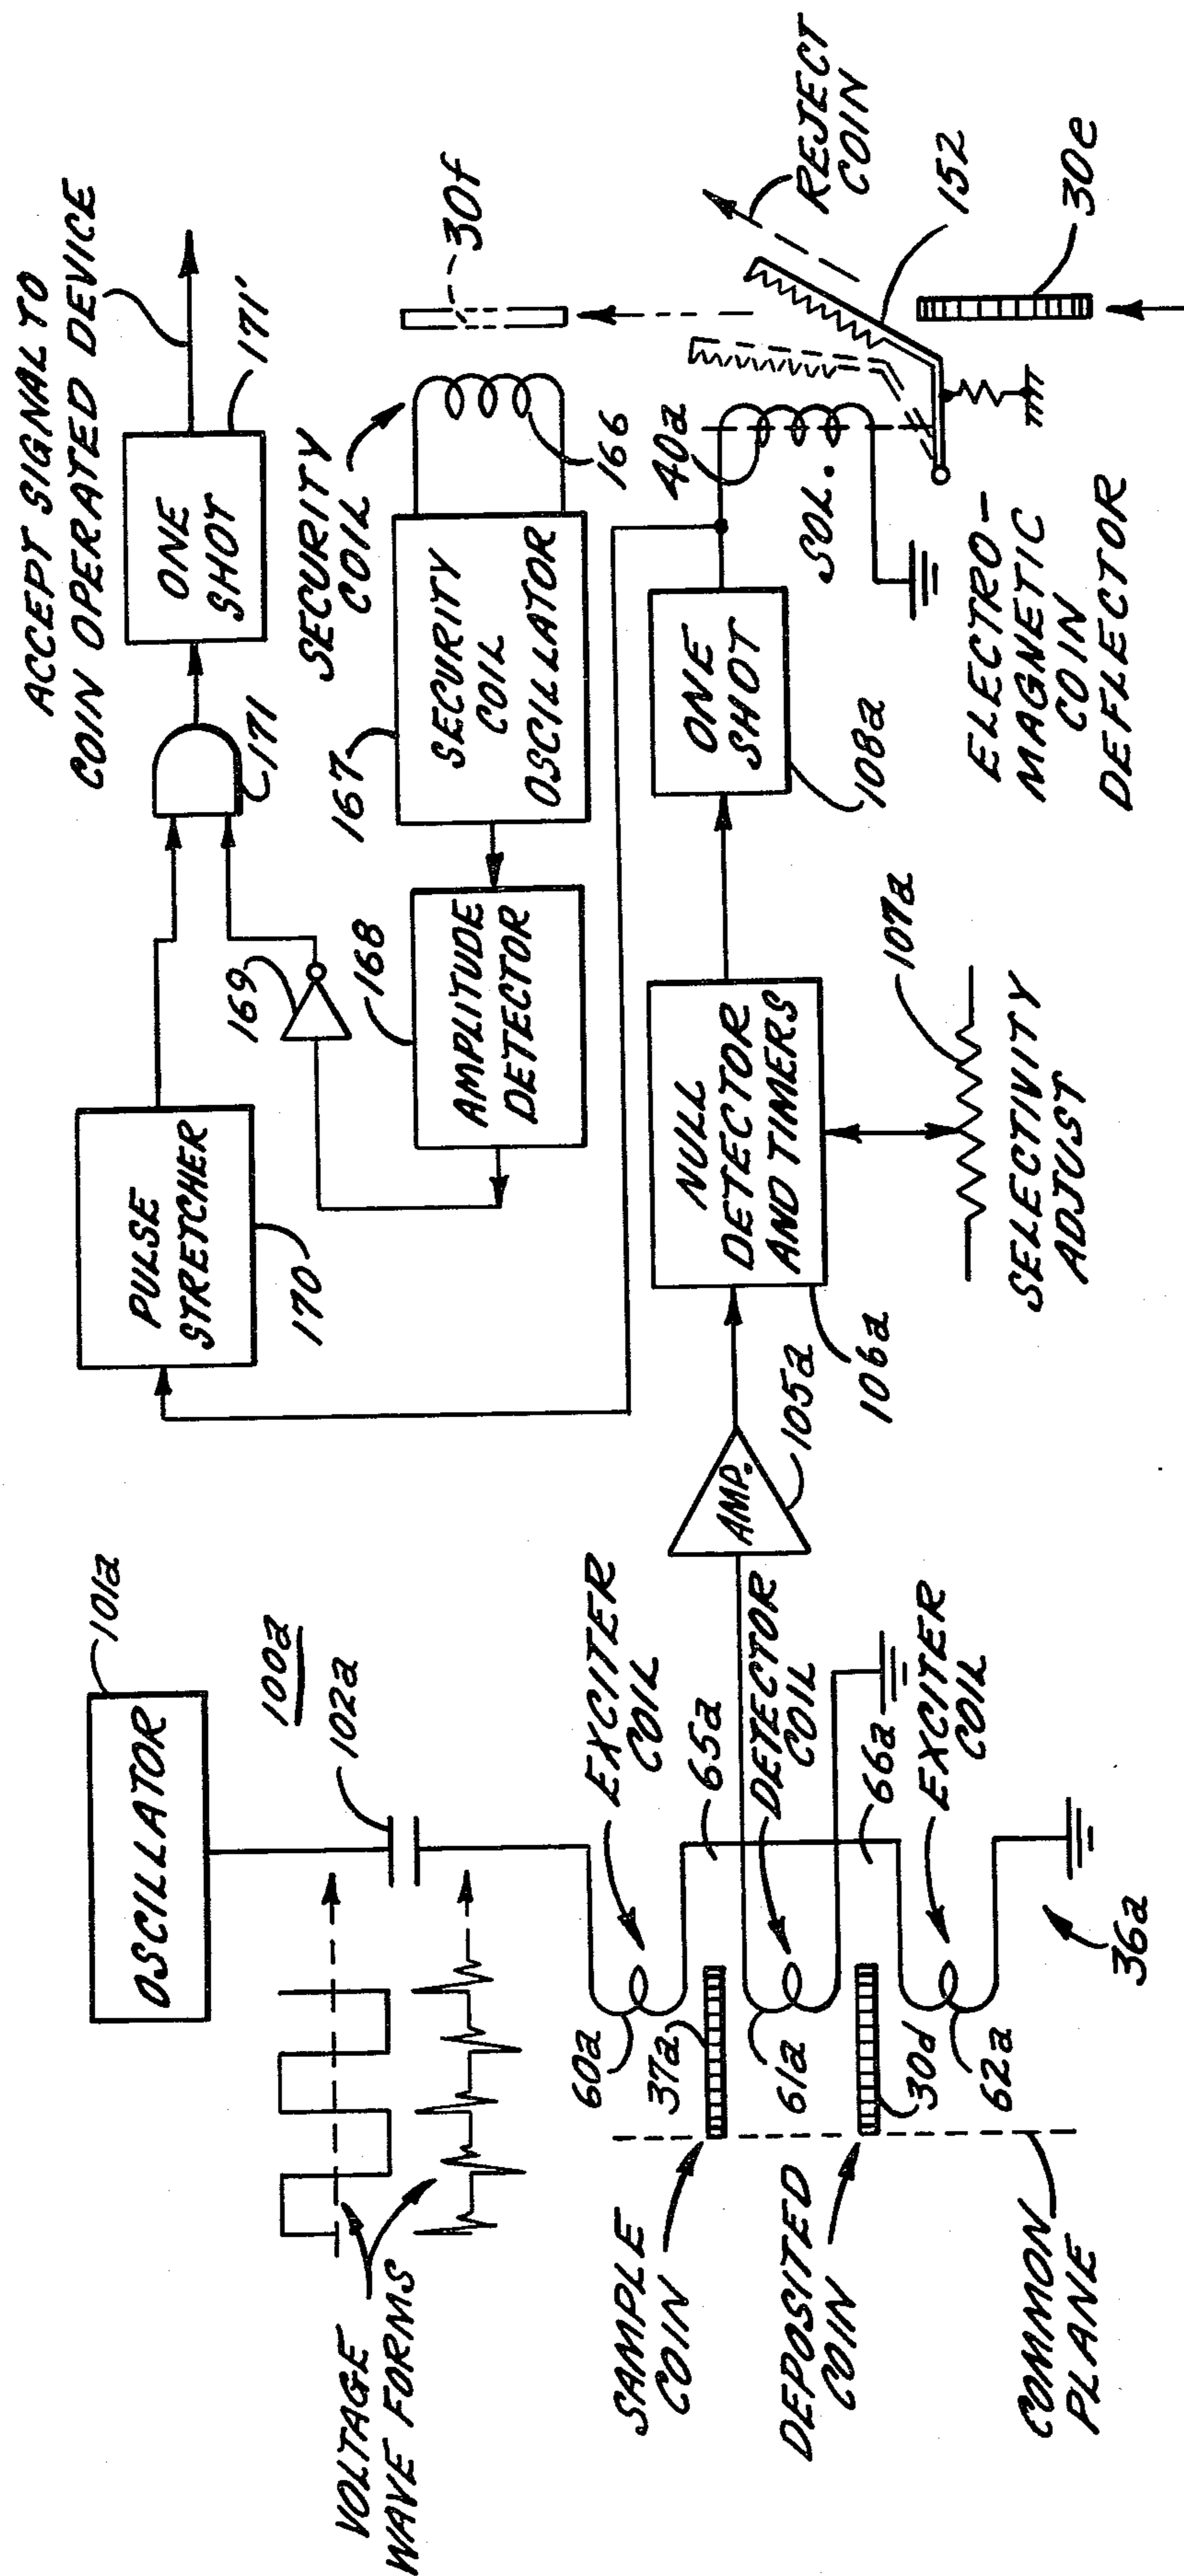 ACCEPT SIGNAL TO
COIN OPERATED DEVICE
ONE
SHOT
171'
171
PULSE
STRETCHER
170
169
AMPLITUDE
DETECTOR
168
167
SECURITY
COIL
OSCILLATOR
SECURITY
COIL
166
30f
REJECT
COIN
152
30e
40a
SOL.
ELECTRO-
MAGNETIC
COIN
DEFLECTOR
ONE
SHOT
108a
NULL
DETECTOR
AND TIMERS
106a
107a
SELECTIVITY
ADJUST
AMP.
105a
OSCILLATOR
101a
100a
102a
VOLTAGE
WAVE FORMS
EXCITER
COIL
60a
65a
37a
SAMPLE
COIN
DETECTOR
COIL
61a
66a
DEPOSITED
COIN
30d
EXCITER
COIL
62a
36a
COMMON
PLANE